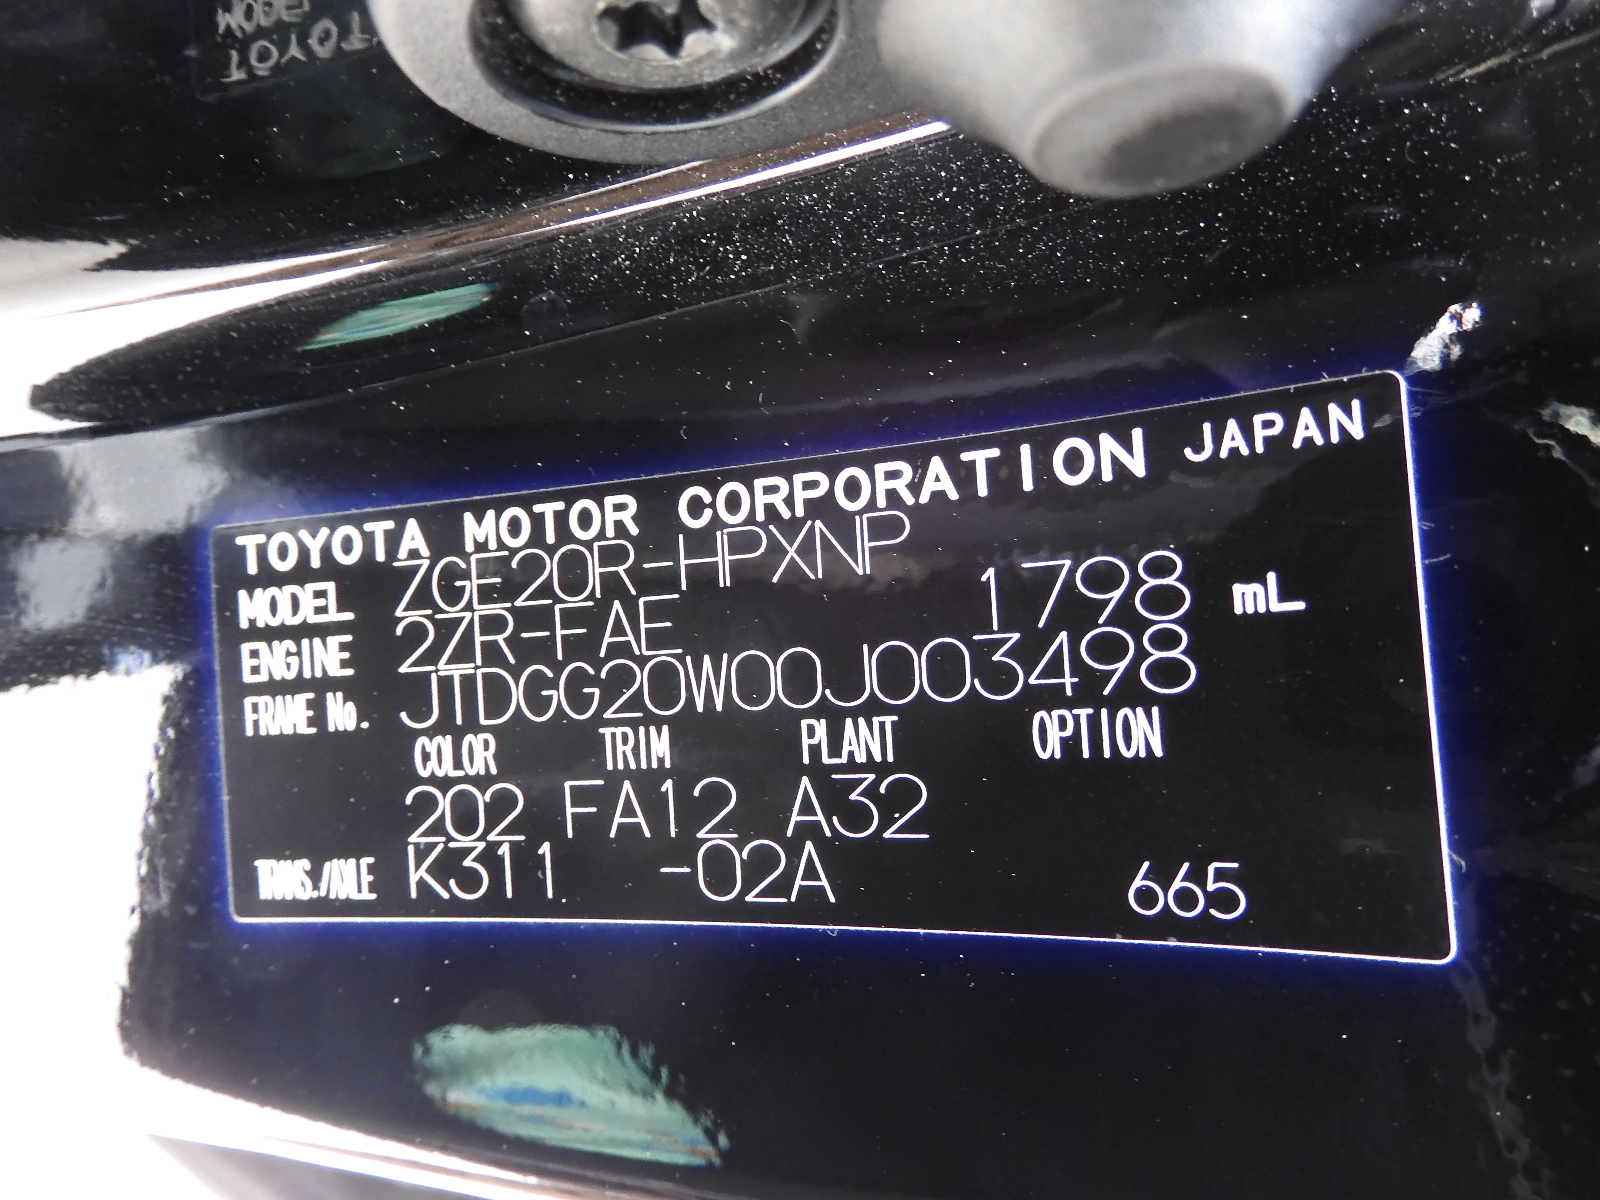 TOYOT
TOYOTA MOTOR CORPORATION JAPAN
MODEL ZGE20R-HPXNP
ENGINE 2ZR-FAE 1798 mL
FRAME No. JTDGG20W00J003498
COLOR TRIM PLANT OPTION
202 FA12 A32
TRANS./AXLE K311 -02A 665